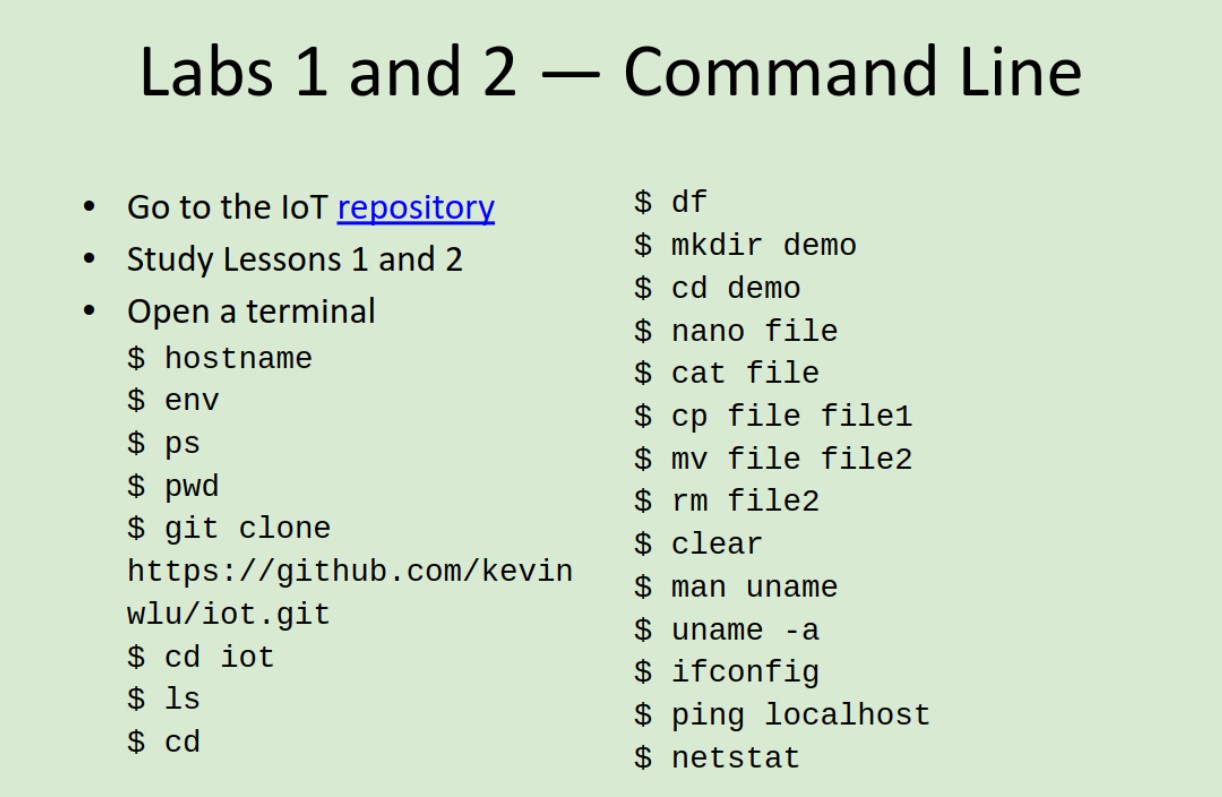 Labs 1 and 2 — Command Line
• Go to the IoT repository
• Study Lessons 1 and 2
• Open a terminal
$ hostname
$ env
$ ps
$ pwd
$ git clone
https://github.com/kevin
wlu/iot.git
$ cd iot
$ ls
$ cd
$ df
$ mkdir demo
$ cd demo
$ nano file
$ cat file
$ cp file file1
$ mv file file2
$ rm file2
$ clear
$ man uname
$ uname -a
$ ifconfig
$ ping localhost
$ netstat